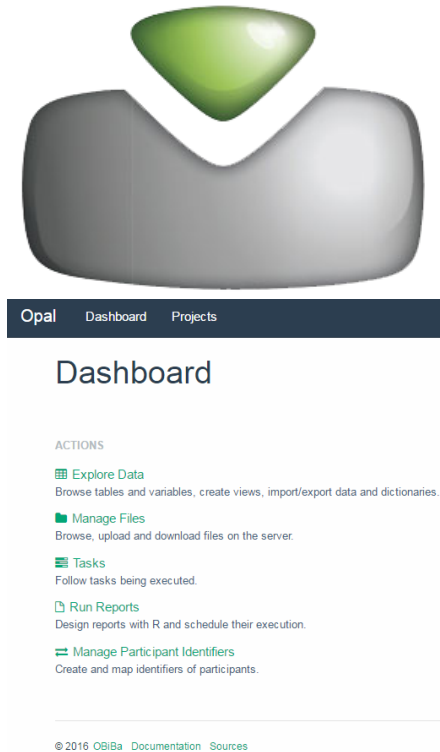 Opal Dashboard Projects
Dashboard
ACTIONS
Explore Data
Browse tables and variables, create views, import/export data and dictionaries.
Manage Files
Browse, upload and download files on the server.
Tasks
Follow tasks being executed.
Run Reports
Design reports with R and schedule their execution.
Manage Participant Identifiers
Create and map identifiers of participants.
© 2016 OBiBa Documentation Sources